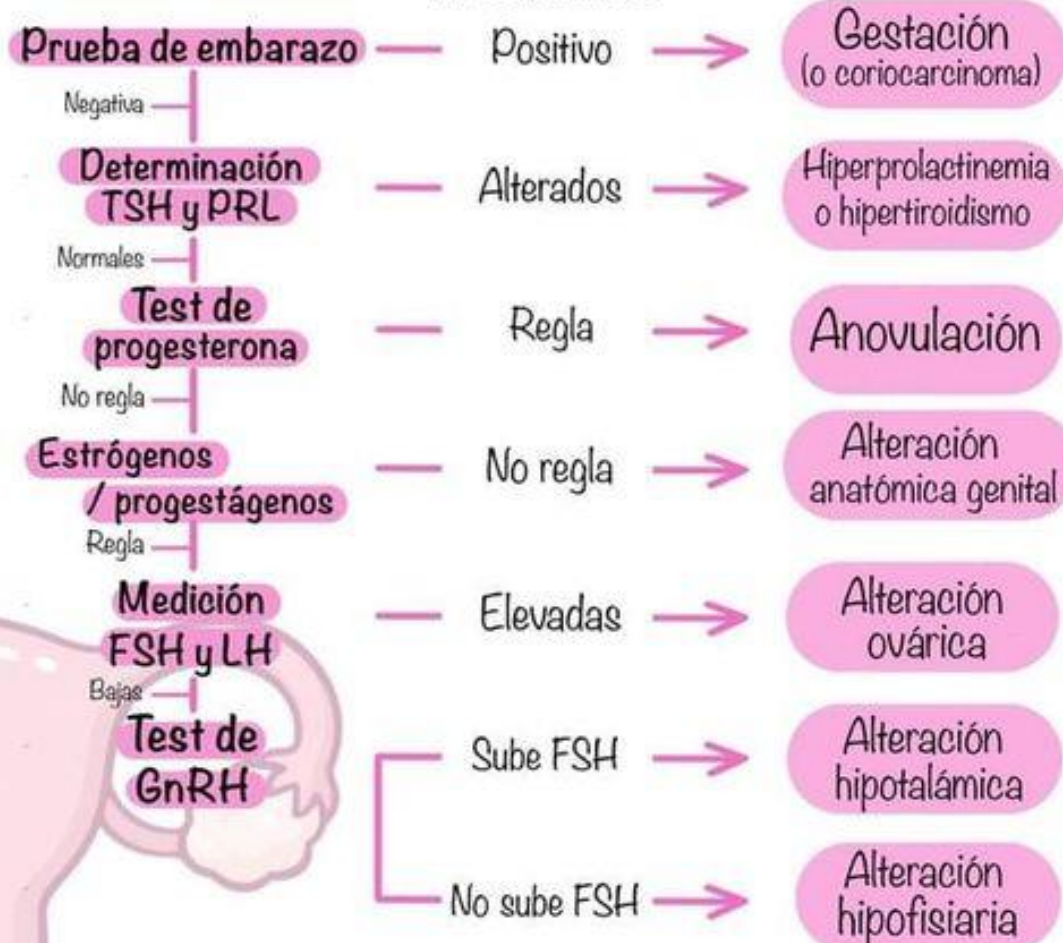 Prueba de embarazo
Positivo
Gestación
(o coriocarcinoma)
Negativa
Determinación
TSH y PRL
Alterados
Hiperprolactinemia
o hipertiroidismo
Normales
Test de
progesterona
Regla
Anovulación
No regla
Estrógenos
/ progestágenos
No regla
Alteración
anatómica genital
Regla
Medición
FSH y LH
Elevadas
Alteración
ovárica
Bajas
Test de
GnRH
Sube FSH
Alteración
hipotalámica
No sube FSH
Alteración
hipofisiaria